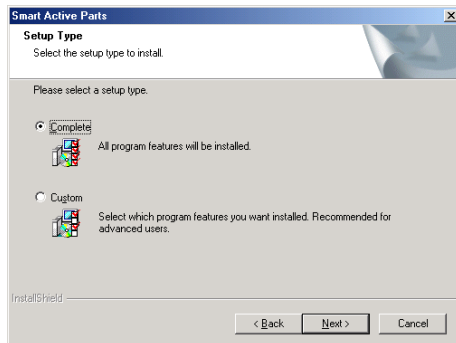 Smart Active Parts
Setup Type
Select the setup type to install.
Please select a setup type.
Complete
All program features will be installed.
Custom
Select which program features you want installed. Recommended for
advanced users.
InstallShield
< Back
Next >
Cancel